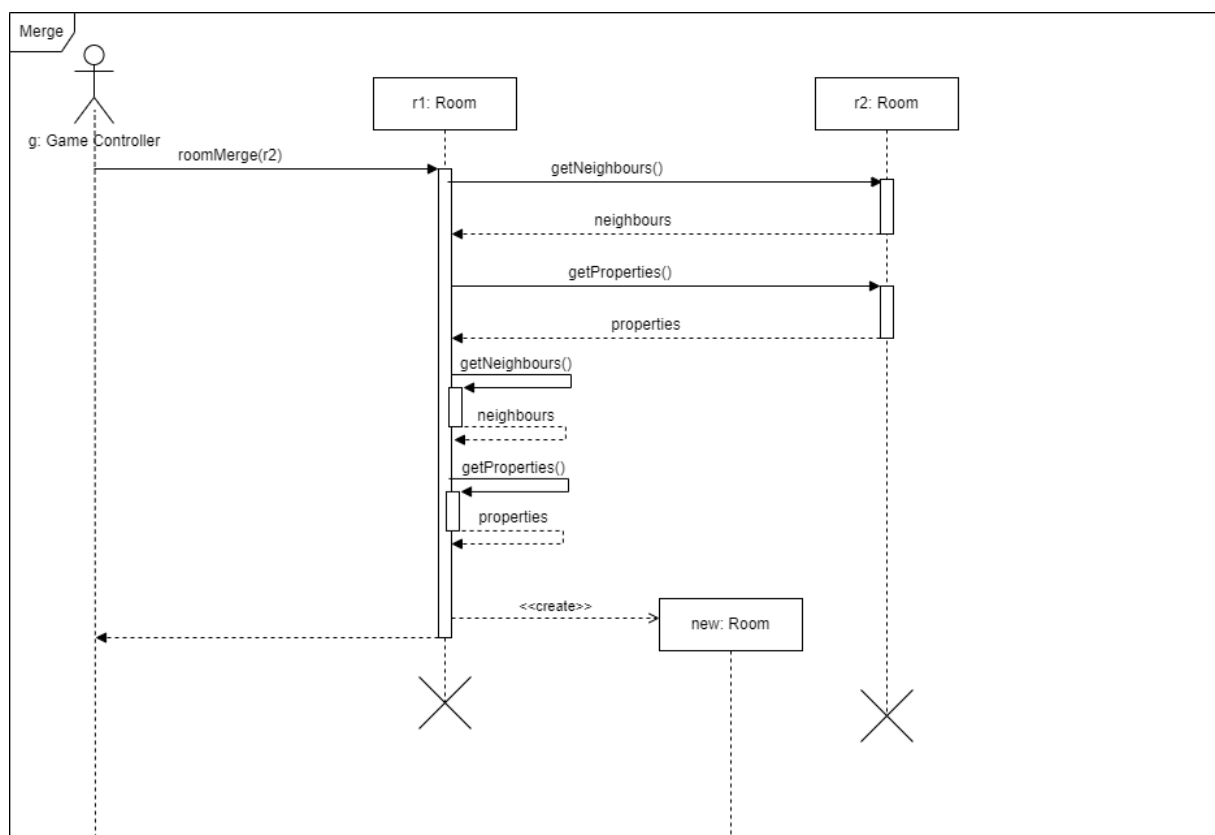 Merge
r1: Room
r2: Room
g: Game Controller
roomMerge(r2)
getNeighbours()
neighbours
getProperties()
properties
getNeighbours()
neighbours
getProperties()
properties
<<create>>
new: Room